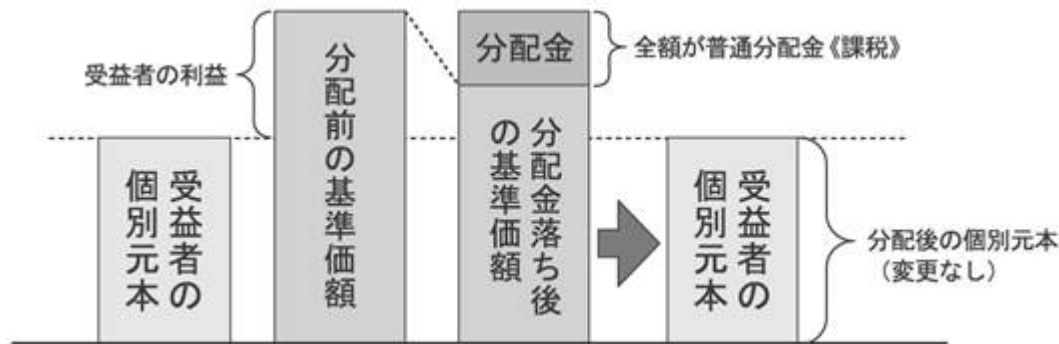 受益者の利益
受益者の
個別元本
分配前の基準価額
分配金
全額が普通分配金《課税》
分配金落ち後
の基準価額
受益者の
個別元本
分配後の個別元本
（変更なし）